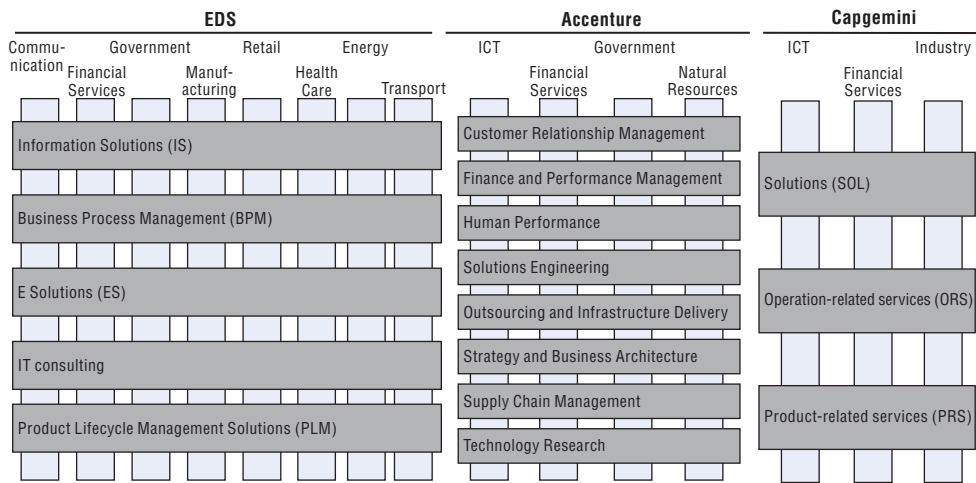 EDS
Commu-
nication
Financial
Services
Government
Manuf-
acturing
Retail
Health
Care
Energy
Transport
Information Solutions (IS)
Business Process Management (BPM)
E Solutions (ES)
IT consulting
Product Lifecycle Management Solutions (PLM)
Accenture
ICT
Financial
Services
Government
Natural
Resources
Customer Relationship Management
Finance and Performance Management
Human Performance
Solutions Engineering
Outsourcing and Infrastructure Delivery
Strategy and Business Architecture
Supply Chain Management
Technology Research
Capgemini
ICT
Financial
Services
Industry
Solutions (SOL)
Operation-related services (ORS)
Product-related services (PRS)